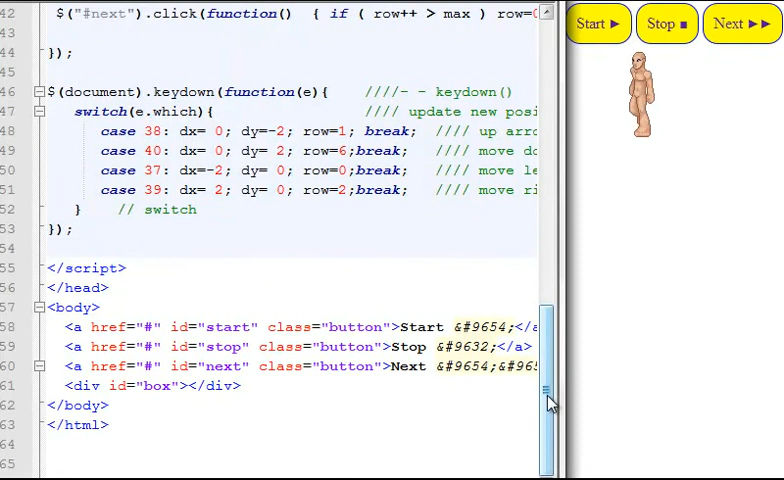 42 $("#next").click(function() { if ( row++ > max ) row=0
43
44 });
45
46 $(document).keydown(function(e){ ////- - keydown()
47 switch(e.which){ //// update new posi
48 case 38: dx= 0; dy=-2; row=1; break; //// up arro
49 case 40: dx= 0; dy= 2; row=6;break; //// move do
50 case 37: dx=-2; dy= 0; row=0;break; //// move le
51 case 39: dx= 2; dy= 0; row=2;break; //// move ri
52 } // switch
53 });
54
55 </script>
56 </head>
57 <body>
58 <a href="#" id="start" class="button">Start &#9654;</a
59 <a href="#" id="stop" class="button">Stop &#9632;</a>
60 <a href="#" id="next" class="button">Next &#9654;&#965
61 <div id="box"></div>
62 </body>
63 </html>
64
65
Start ▶ Stop ■ Next ▶▶